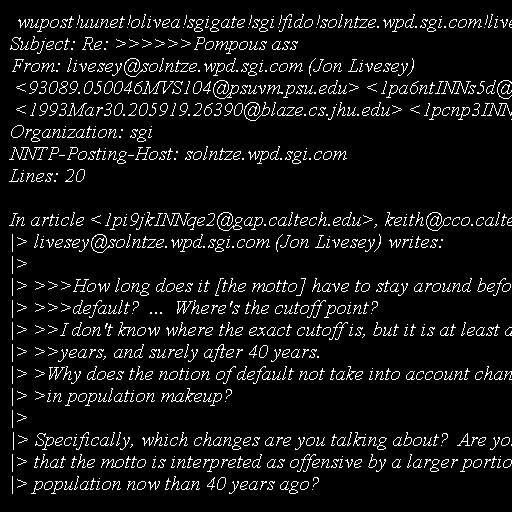 wupost!uunet!olivea!sgigate!sgi!fido!solntze.wpd.sgi.com!live
Subject: Re: >>>>>>Pompous ass
From: livesey@solntze.wpd.sgi.com (Jon Livesey)
<93089.050046MVS104@psuvm.psu.edu> <1pa6ntINNs5d@
<1993Mar30.205919.26390@blaze.cs.jhu.edu> <1pcnp3INN
Organization: sgi
NNTP-Posting-Host: solntze.wpd.sgi.com
Lines: 20

In article <1pi9jkINNqe2@gap.caltech.edu>, keith@cco.calte
|> livesey@solntze.wpd.sgi.com (Jon Livesey) writes:
|>
|> >>>How long does it [the motto] have to stay around befo
|> >>>default?  ...  Where's the cutoff point?
|> >>I don't know where the exact cutoff is, but it is at least a
|> >>years, and surely after 40 years.
|> >Why does the notion of default not take into account chan
|> >in population makeup?
|>
|> Specifically, which changes are you talking about?  Are yo
|> that the motto is interpreted as offensive by a larger portio
|> population now than 40 years ago?